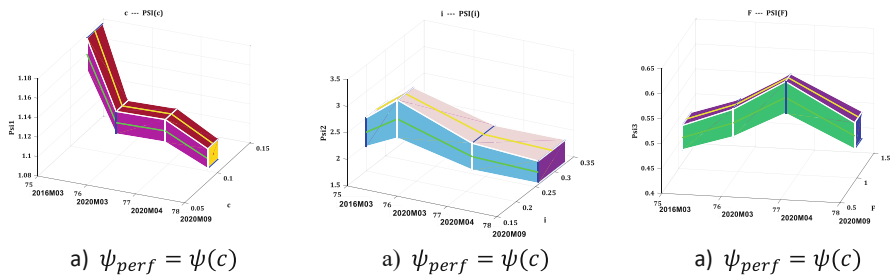 c --- PSI(c)
1.18
1.16
1.14
1.12
1.1
1.08
Psi1
75
76
77
78
2016M03
2020M03
2020M04
2020M09
0.05
0.1
0.15
c
a) ψperf = ψ(c)
i --- PSI(i)
3.5
3
2.5
2
1.5
Psi2
75
76
77
78
2016M03
2020M03
2020M04
2020M09
0.15
0.2
0.25
0.3
0.35
i
a) ψperf = ψ(c)
F --- PSI(F)
0.65
0.6
0.55
0.5
0.45
0.4
Psi3
75
76
77
78
2016M03
2020M03
2020M04
2020M09
0.5
1
1.5
F
a) ψperf = ψ(c)